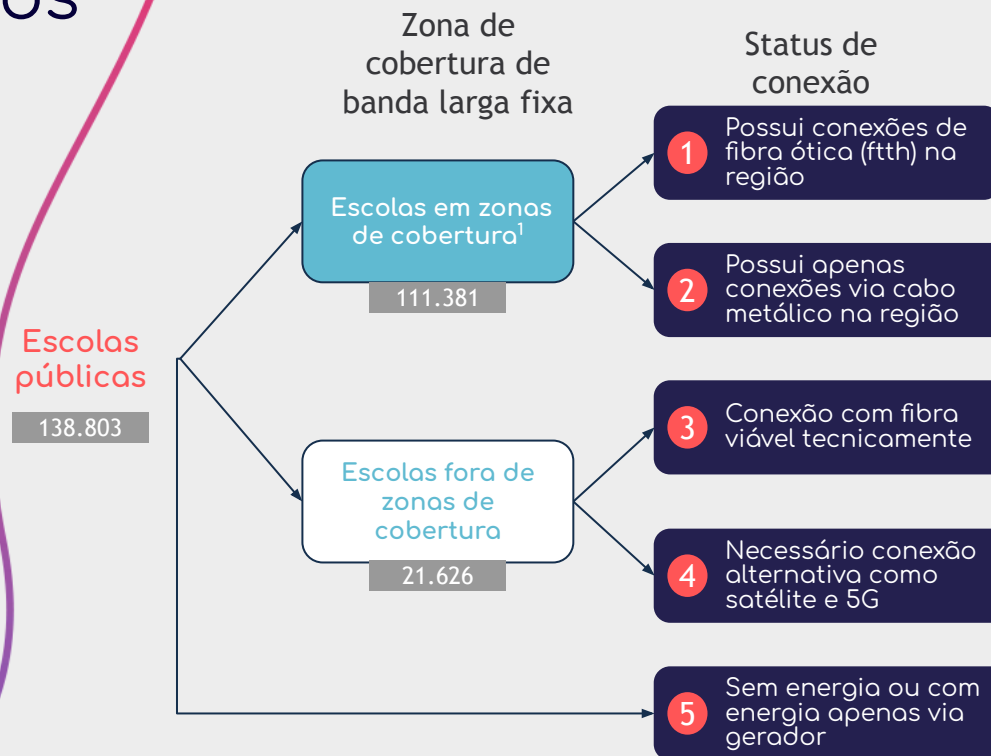 os
Zona de
cobertura de
banda larga fixa
Status de
conexão
Escolas
públicas
138.803
Escolas em zonas
de cobertura¹
111.381
Escolas fora de
zonas de
cobertura
21.626
1
Possui conexões de
fibra ótica (ftth) na
região
2
Possui apenas
conexões via cabo
metálico na região
3
Conexão com fibra
viável tecnicamente
4
Necessário conexão
alternativa como
satélite e 5G
5
Sem energia ou com
energia apenas via
gerador